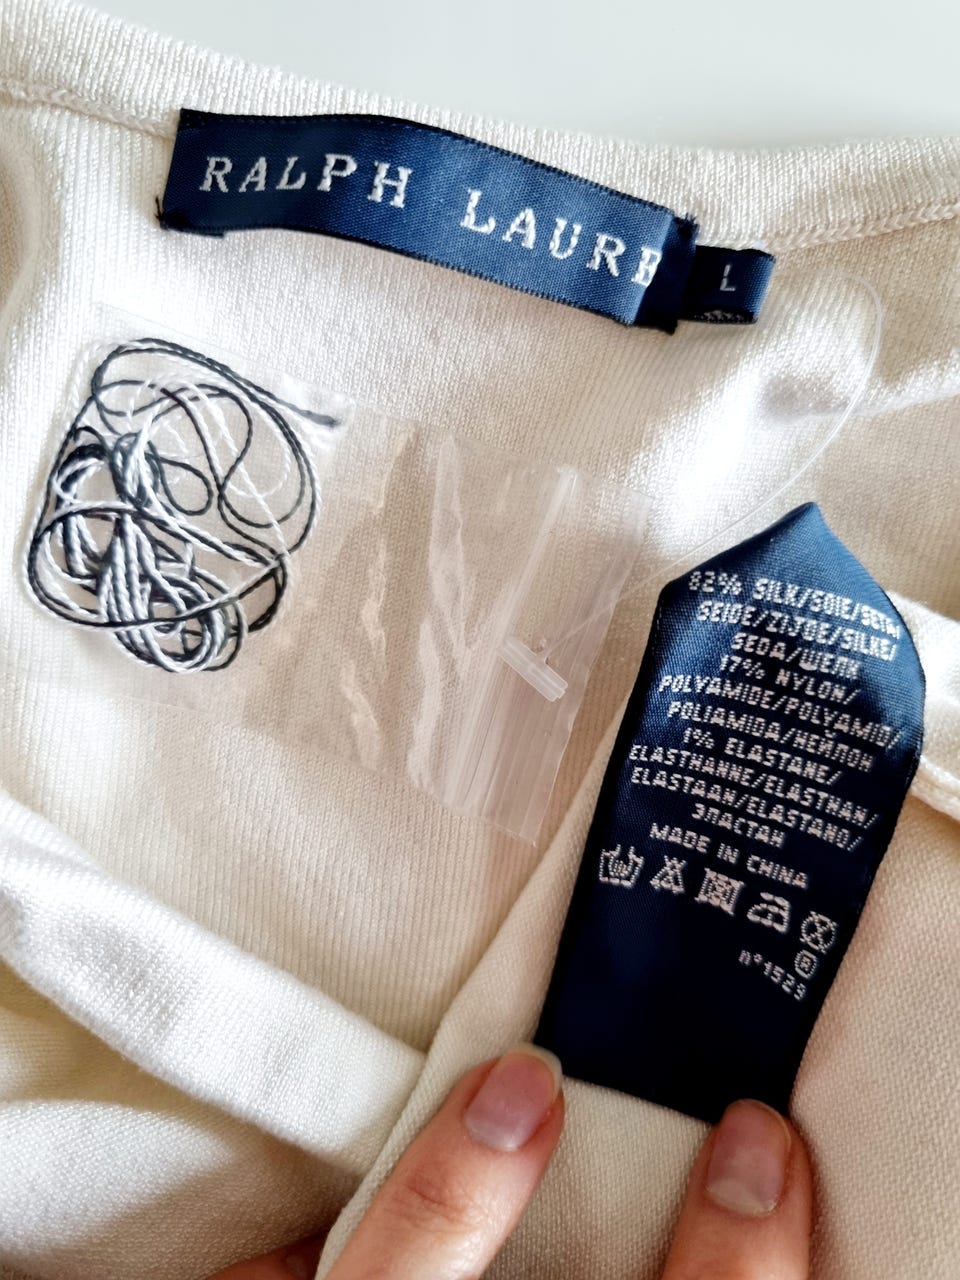 RALPH LAURE
L
82% SILK/SOIE/SETA/
SEIDE/ZIJDE/SILKE/
SEDA/ШЕЛК
17% NYLON/
POLYAMIDE/POLYAMID/
POLIAMIDA/НЕЙЛОН
1% ELASTANE/
ELASTHANNE/ELASTHAN/
ELASTAAN/ELASTANO/
ЭЛАСТАН
MADE IN CHINA
n°1523